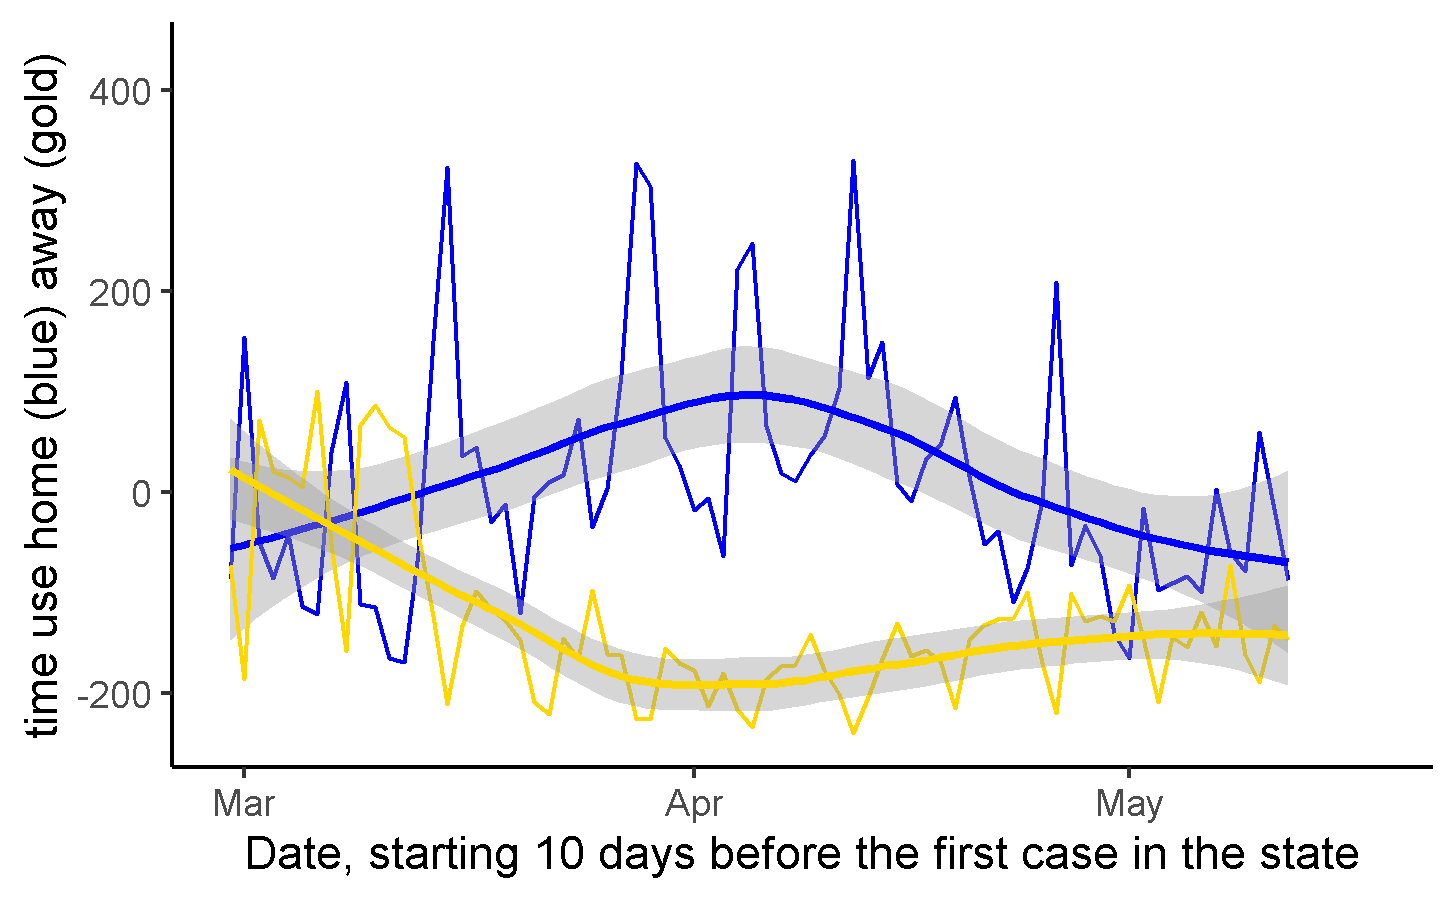 time use home (blue) away (gold)
400
200
0
-200
Mar Apr May
Date, starting 10 days before the first case in the state